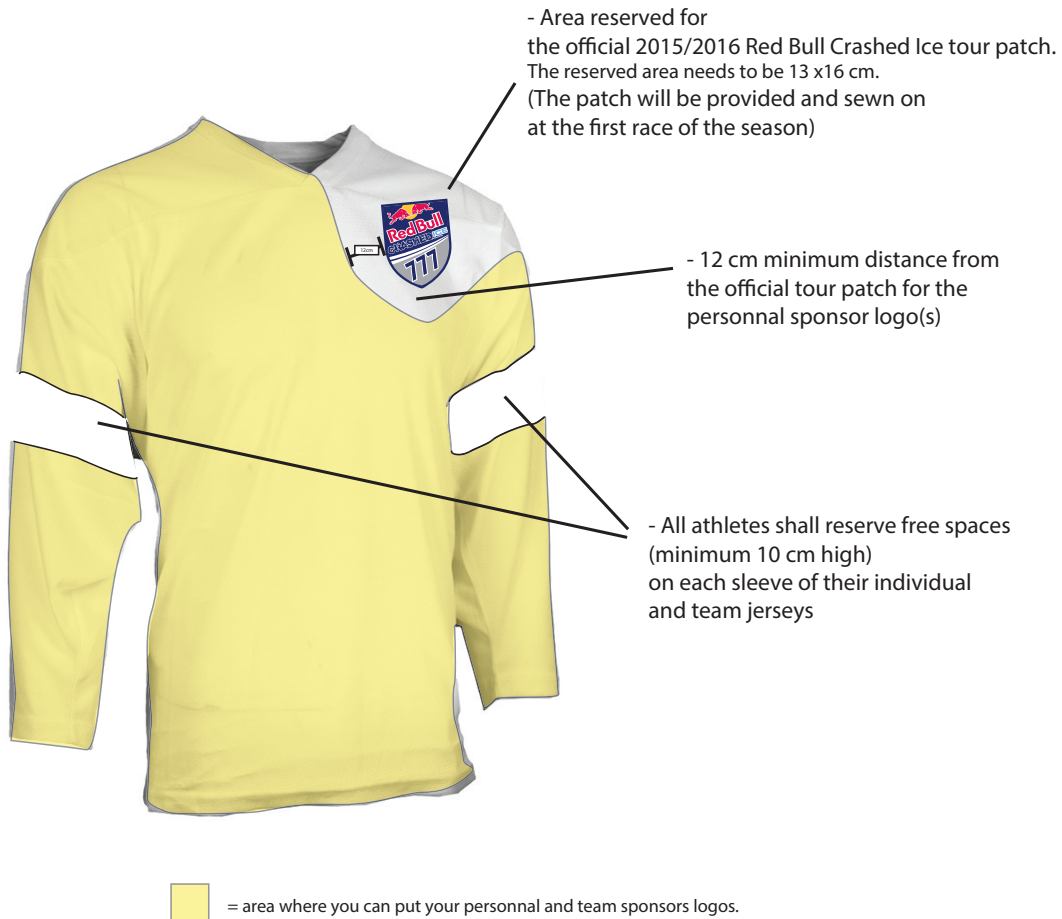 - Area reserved for
the official 2015/2016 Red Bull Crashed Ice tour patch.
The reserved area needs to be 13 x16 cm.
(The patch will be provided and sewn on
at the first race of the season)
Red Bull
CRASHED ICE
777
12cm
- 12 cm minimum distance from
the official tour patch for the
personnal sponsor logo(s)
- All athletes shall reserve free spaces
(minimum 10 cm high)
on each sleeve of their individual
and team jerseys
= area where you can put your personnal and team sponsors logos.